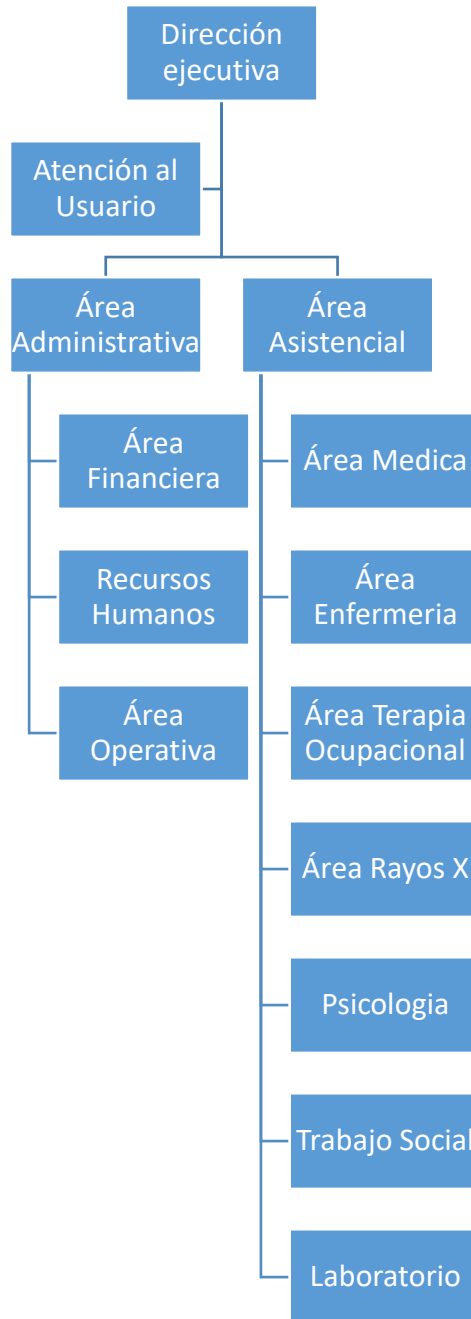 Dirección
ejecutiva
Atención al
Usuario
Área
Administrativa
Área
Asistencial
Área
Financiera
Recursos
Humanos
Área
Operativa
Área Medica
Área
Enfermeria
Área Terapia
Ocupacional
Área Rayos X
Psicologia
Trabajo Social
Laboratorio